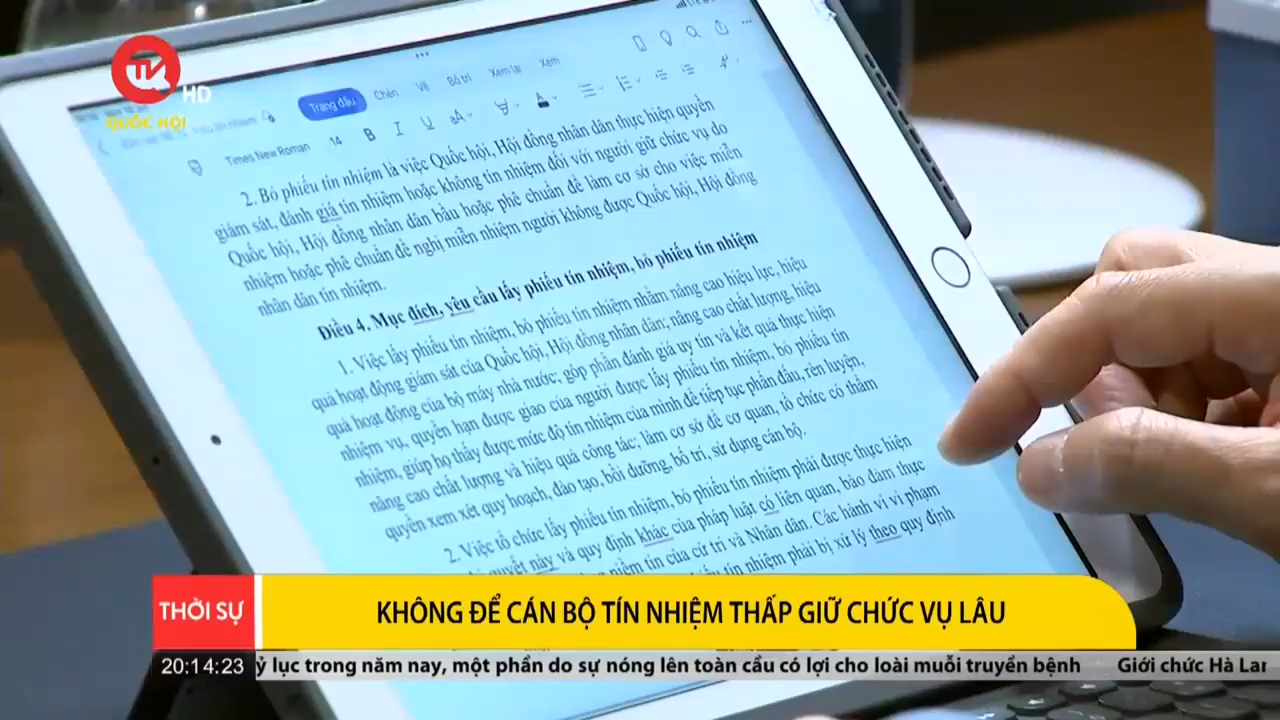 TV
HD
QUỐC HỘI
Trang đầu Chèn Vẽ Bố trí Xem lại Xem
Times New Roman 14 B I U A
2. Bỏ phiếu tín nhiệm là việc Quốc hội, Hội đồng nhân dân thực hiện quyền
giám sát, đánh giá tín nhiệm hoặc không tín nhiệm đối với người giữ chức vụ do
Quốc hội, Hội đồng nhân dân bầu hoặc phê chuẩn để làm cơ sở cho việc miễn
nhiệm hoặc phê chuẩn đề nghị miễn nhiệm người không được Quốc hội, Hội đồng
nhân dân tín nhiệm.
Điều 4. Mục đích, yêu cầu lấy phiếu tín nhiệm, bỏ phiếu tín nhiệm
1. Việc lấy phiếu tín nhiệm, bỏ phiếu tín nhiệm nhằm nâng cao hiệu lực, hiệu
quả hoạt động giám sát của Quốc hội, Hội đồng nhân dân; nâng cao chất lượng, hiệu
quả hoạt động của bộ máy nhà nước; góp phần đánh giá uy tín và kết quả thực hiện
nhiệm vụ, quyền hạn được giao của người được lấy phiếu tín nhiệm, bỏ phiếu tín
nhiệm, giúp họ thấy được mức độ tín nhiệm của mình để tiếp tục phấn đấu, rèn luyện,
nâng cao chất lượng và hiệu quả công tác; làm cơ sở để cơ quan, tổ chức có thẩm
quyền xem xét quy hoạch, đào tạo, bồi dưỡng, bố trí, sử dụng cán bộ.
2. Việc tổ chức lấy phiếu tín nhiệm, bỏ phiếu tín nhiệm phải được thực hiện
quyết này và quy định khác của pháp luật có liên quan, bảo đảm thực
niềm tin của cử tri và Nhân dân. Các hành vi vi phạm
tín nhiệm phải bị xử lý theo quy định
THỜI SỰ
KHÔNG ĐỂ CÁN BỘ TÍN NHIỆM THẤP GIỮ CHỨC VỤ LÂU
20:14:23 ỷ lục trong năm nay, một phần do sự nóng lên toàn cầu có lợi cho loài muỗi truyền bệnh Giới chức Hà Lan